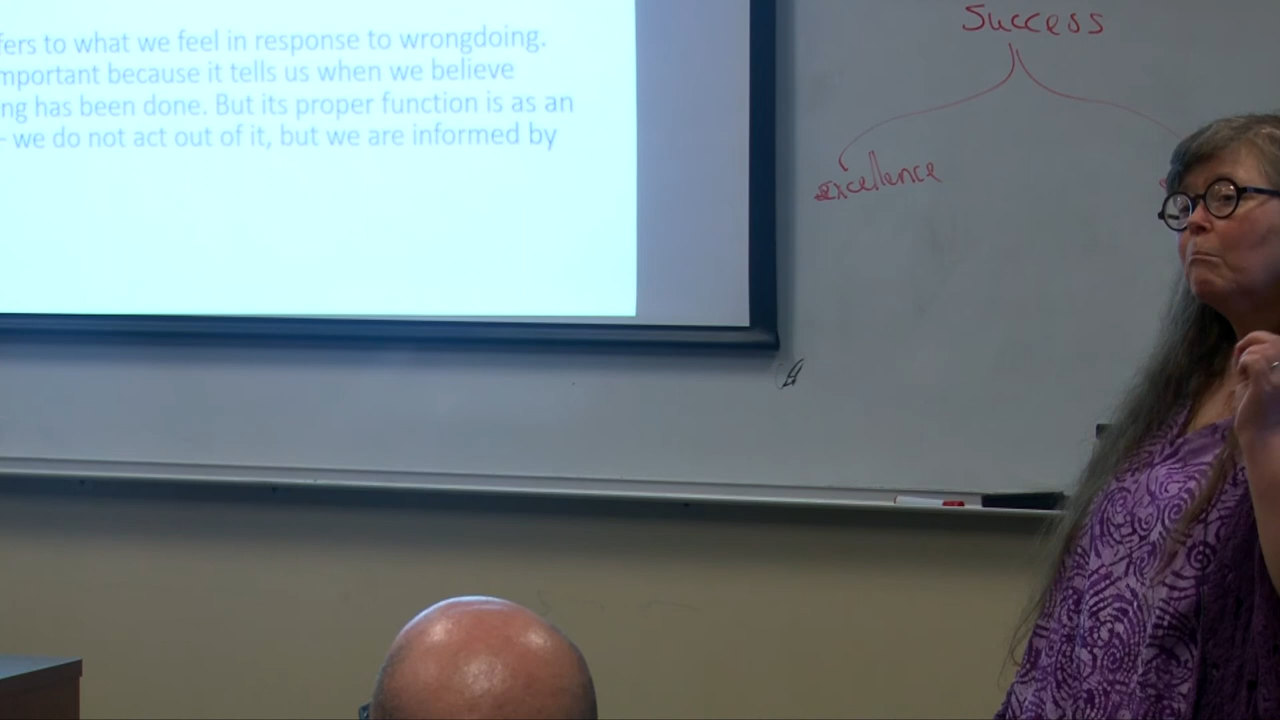 fers to what we feel in response to wrongdoing.
mportant because it tells us when we believe
ng has been done. But its proper function is as an
- we do not act out of it, but we are informed by
Success
excellence